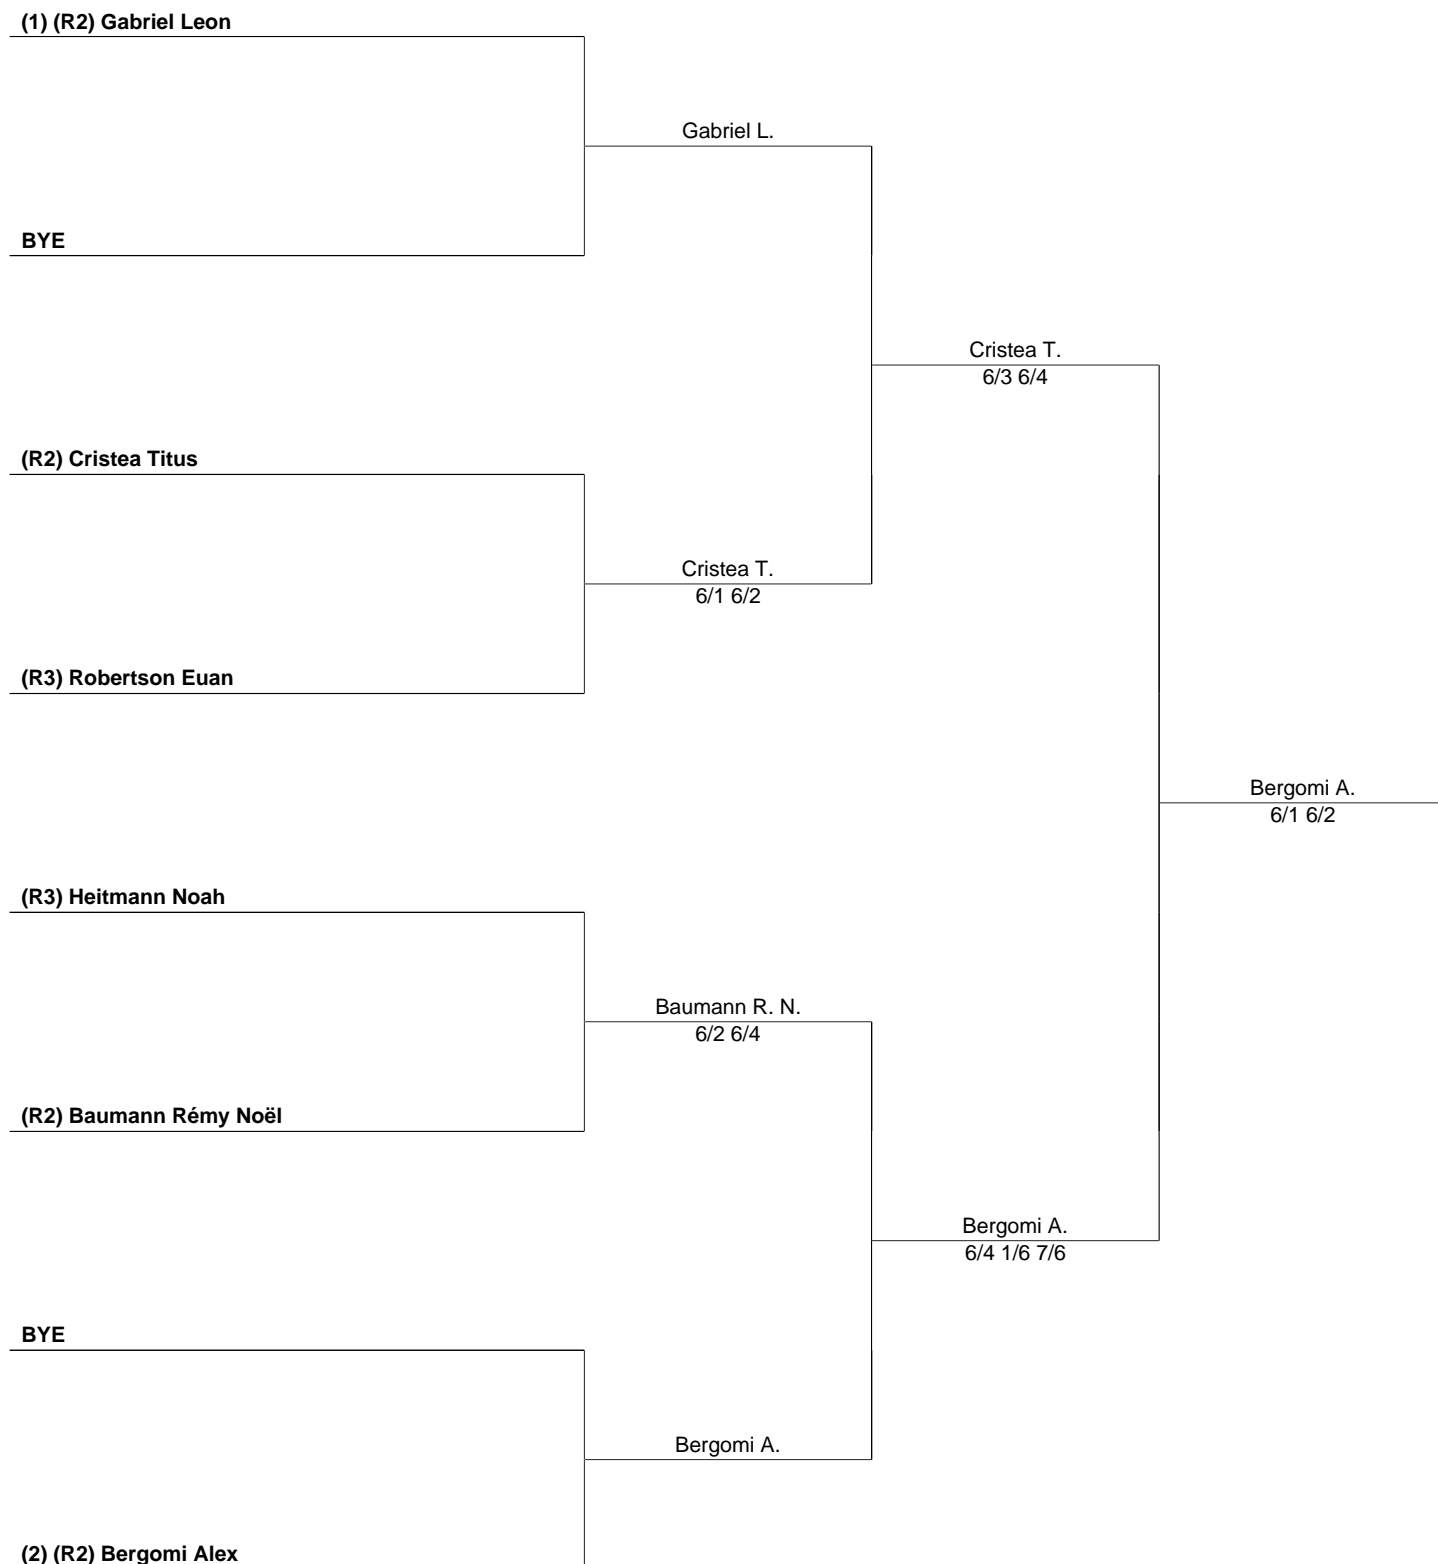 (1) (R2) Gabriel Leon
Gabriel L.
BYE
Cristea T.
6/3 6/4
(R2) Cristea Titus
Cristea T.
6/1 6/2
(R3) Robertson Euan
Bergomi A.
6/1 6/2
(R3) Heitmann Noah
Baumann R. N.
6/2 6/4
(R2) Baumann Rémy Noël
Bergomi A.
6/4 1/6 7/6
BYE
Bergomi A.
(2) (R2) Bergomi Alex